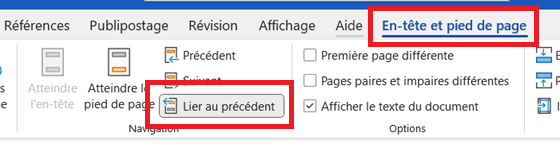 Références Publipostage Révision Affichage Aide En-tête et pied de page
Précédent Première page différente
Atteindre Atteindre le Suivant Pages paires et impaires différentes
l'en-tête pied de page Lier au précédent Afficher le texte du document
Navigation Options